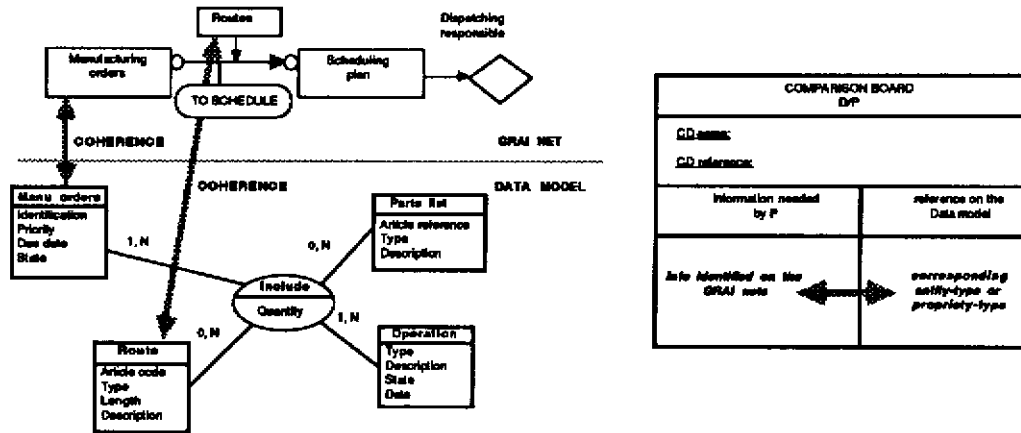 Routes
Dispatching
responsible
Manufacturing
orders
Scheduling
plan
TO SCHEDULE
COHERENCE
GRAI NET
COHERENCE
DATA MODEL
Manu orders
Identification
Priority
Due date
State
1, N
Parts list
Article reference
Type
Description
0, N
Include
Quantity
0, N
1, N
Route
Article code
Type
Length
Description
Operation
Type
Description
State
Date
COMPARISON BOARD
D/P
CD name:
CD reference:
Information needed
by P
reference on the
Data model
info identified on the
GRAI nets
corresponding
entity-type or
propriety-type